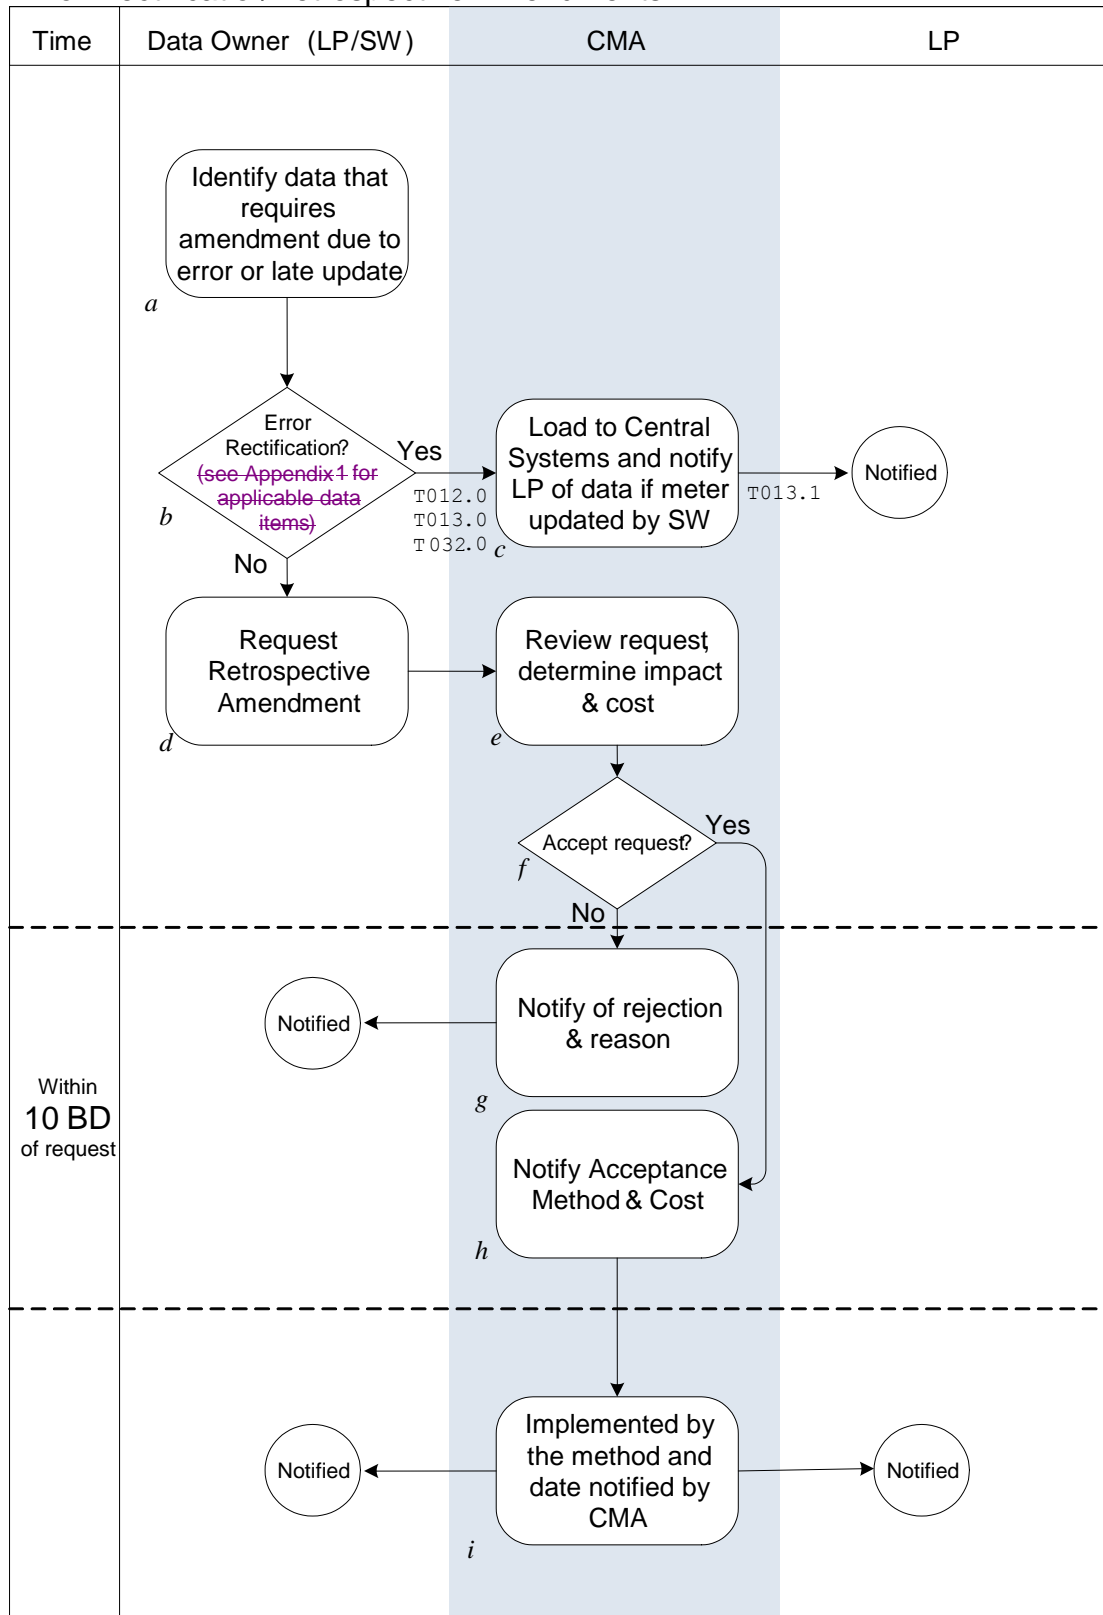 Time
Data Owner (LP/SW)
CMA
LP
Identify data that
requires
amendment due to
error or late update
a
Error
Rectification?
(see Appendix 1 for
applicable data
items)
b
Yes
T012.0
T013.0
T032.0
Load to Central
Systems and notify
LP of data if meter
updated by SW
c
T013.1
Notified
No
Request
Retrospective
Amendment
d
Review request,
determine impact
& cost
e
Accept request?
f
Yes
No
Within
10 BD
of request
Notify of rejection
& reason
g
Notified
Notify Acceptance
Method & Cost
h
Implemented by
the method and
date notified by
CMA
i
Notified
Notified